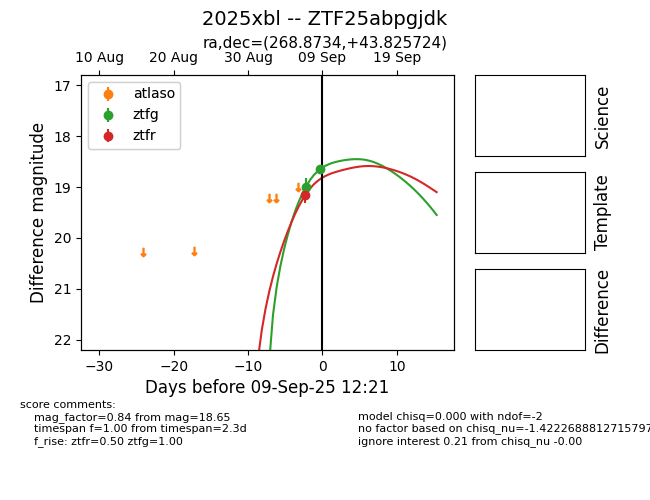 2025xbl -- ZTF25abpgjdk
ra,dec=(268.8734,+43.825724)
10 Aug 20 Aug 30 Aug 09 Sep 19 Sep
atlaso
ztfg
ztfr
17
18
19
20
21
22
Difference magnitude
−30 −20 −10 0 10
Days before 09-Sep-25 12:21
Science
Template
Difference
score comments:
mag_factor=0.84 from mag=18.65
timespan f=1.00 from timespan=2.3d
f_rise: ztfr=0.50 ztfg=1.00
model chisq=0.000 with ndof=-2
no factor based on chisq_nu=-1.4222688812715797
ignore interest 0.21 from chisq_nu -0.00